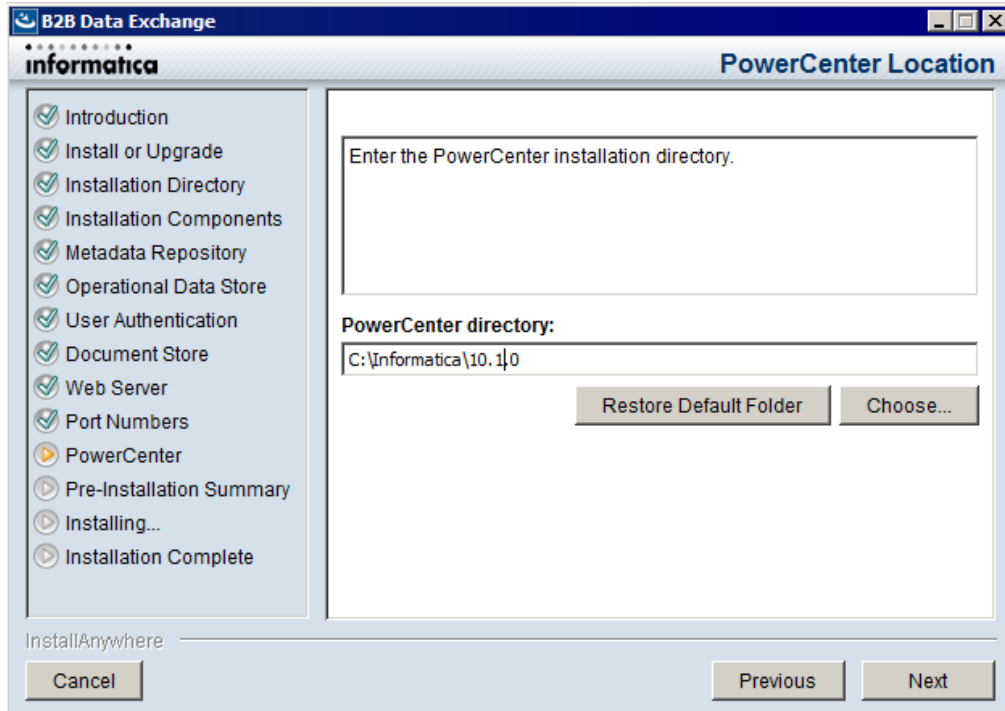 B2B Data Exchange
informatica
PowerCenter Location
Introduction
Install or Upgrade
Installation Directory
Installation Components
Metadata Repository
Operational Data Store
User Authentication
Document Store
Web Server
Port Numbers
PowerCenter
Pre-Installation Summary
Installing...
Installation Complete
Enter the PowerCenter installation directory.
PowerCenter directory:
C:\Informatica\10.1.0
Restore Default Folder
Choose...
InstallAnywhere
Cancel
Previous
Next